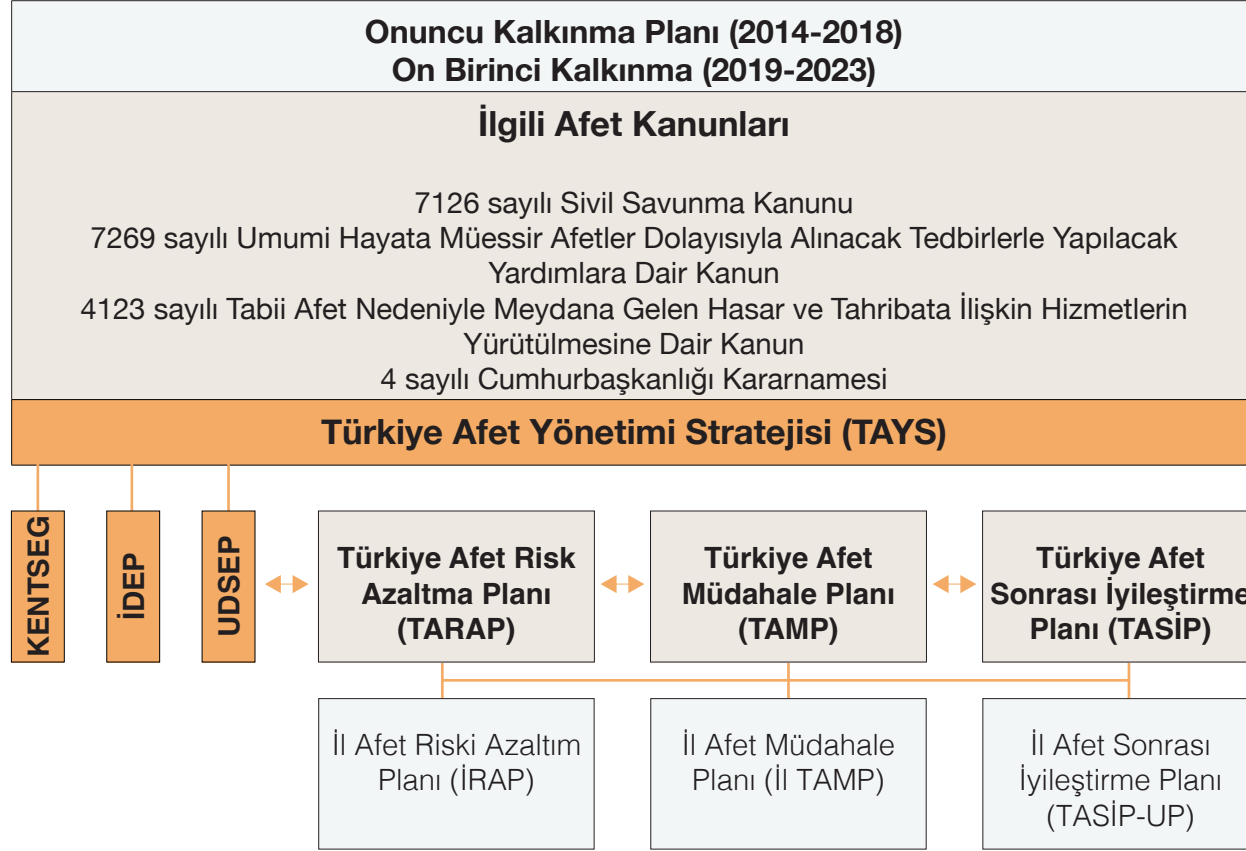 Onuncu Kalkınma Planı (2014-2018)
On Birinci Kalkınma (2019-2023)
İlgili Afet Kanunları
7126 sayılı Sivil Savunma Kanunu
7269 sayılı Umumi Hayata Müessir Afetler Dolayısıyla Alınacak Tedbirlerle Yapılacak
Yardımlara Dair Kanun
4123 sayılı Tabii Afet Nedeniyle Meydana Gelen Hasar ve Tahribata İlişkin Hizmetlerin
Yürütülmesine Dair Kanun
4 sayılı Cumhurbaşkanlığı Kararnamesi
Türkiye Afet Yönetimi Stratejisi (TAYS)
KENTSEG
İDEP
UDSEP
Türkiye Afet Risk
Azaltma Planı
(TARAP)
Türkiye Afet
Müdahale Planı
(TAMP)
Türkiye Afet
Sonrası İyileştirme
Planı (TASİP)
İl Afet Riski Azaltım
Planı (İRAP)
İl Afet Müdahale
Planı (İl TAMP)
İl Afet Sonrası
İyileştirme Planı
(TASİP-UP)